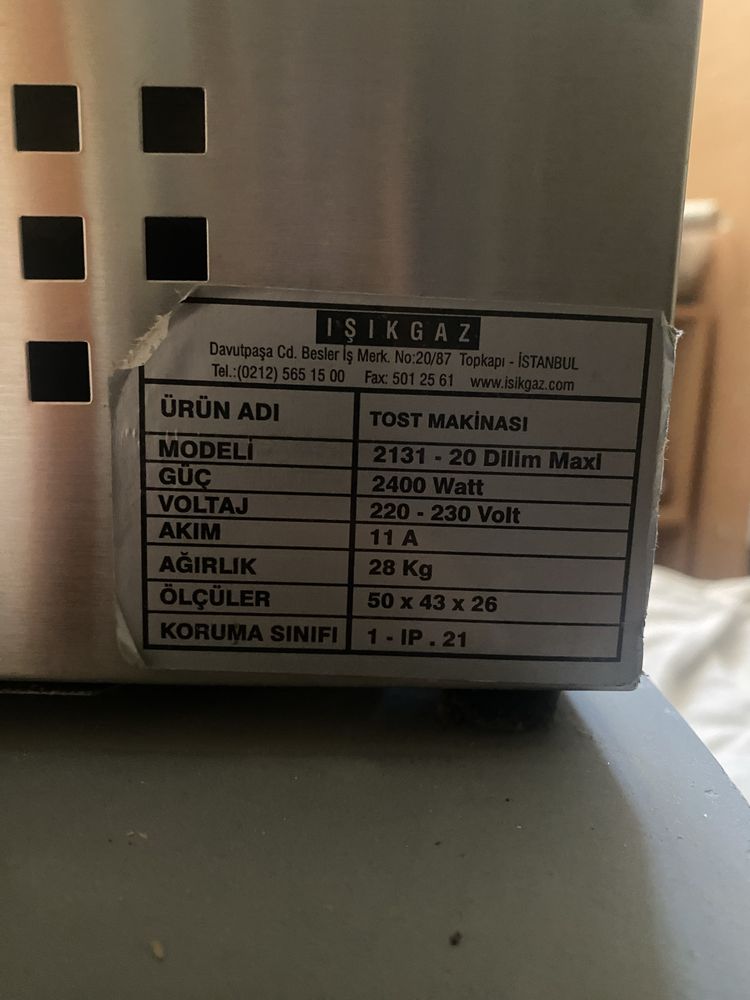 IŞIKGAZ
Davutpaşa Cd. Besler İş Merk. No:20/87 Topkapı - İSTANBUL
Tel.:(0212) 565 15 00 Fax: 501 25 61 www.isikgaz.com
ÜRÜN ADI TOST MAKİNASI
MODELİ 2131 - 20 Dilim Maxi
GÜÇ 2400 Watt
VOLTAJ 220 - 230 Volt
AKIM 11 A
AĞIRLIK 28 Kg
ÖLÇÜLER 50 x 43 x 26
KORUMA SINIFI 1 - IP . 21